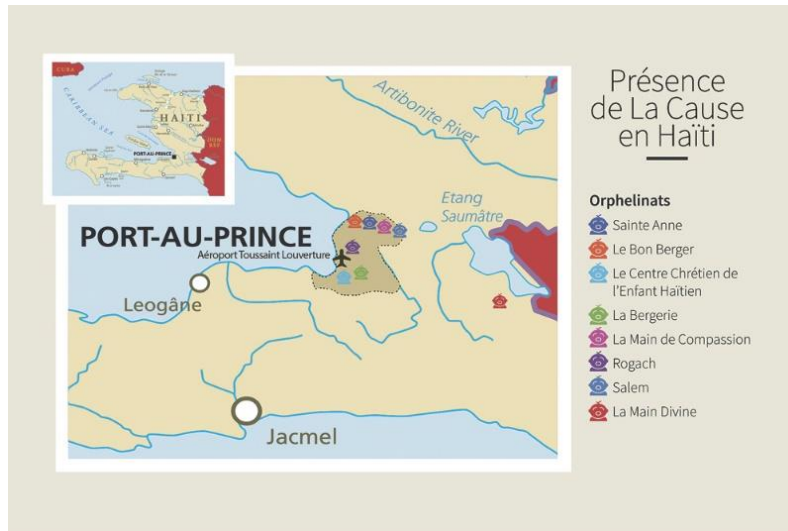 Présence
de La Cause
en Haïti
Orphelinats
Sainte Anne
Le Bon Berger
Le Centre Chrétien de
l'Enfant Haïtien
La Bergerie
La Main de Compassion
Rogach
Salem
La Main Divine
CUBA
CARIBBEAN SEA
HAITI
DOM
REP.
PORT-AU-PRINCE
Artibonite River
Etang
Saumâtre
PORT-AU-PRINCE
Aéroport Toussaint Louverture
Leogâne
Jacmel